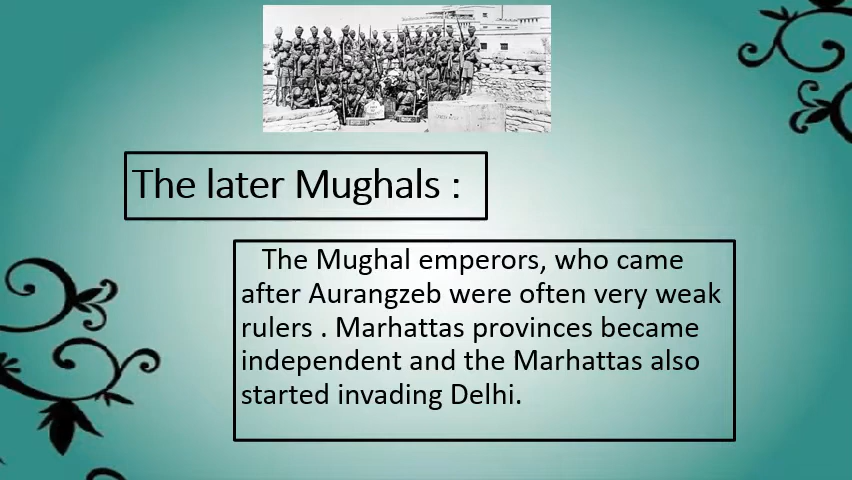 The later Mughals :
The Mughal emperors, who came
after Aurangzeb were often very weak
rulers . Marhattas provinces became
independent and the Marhattas also
started invading Delhi.